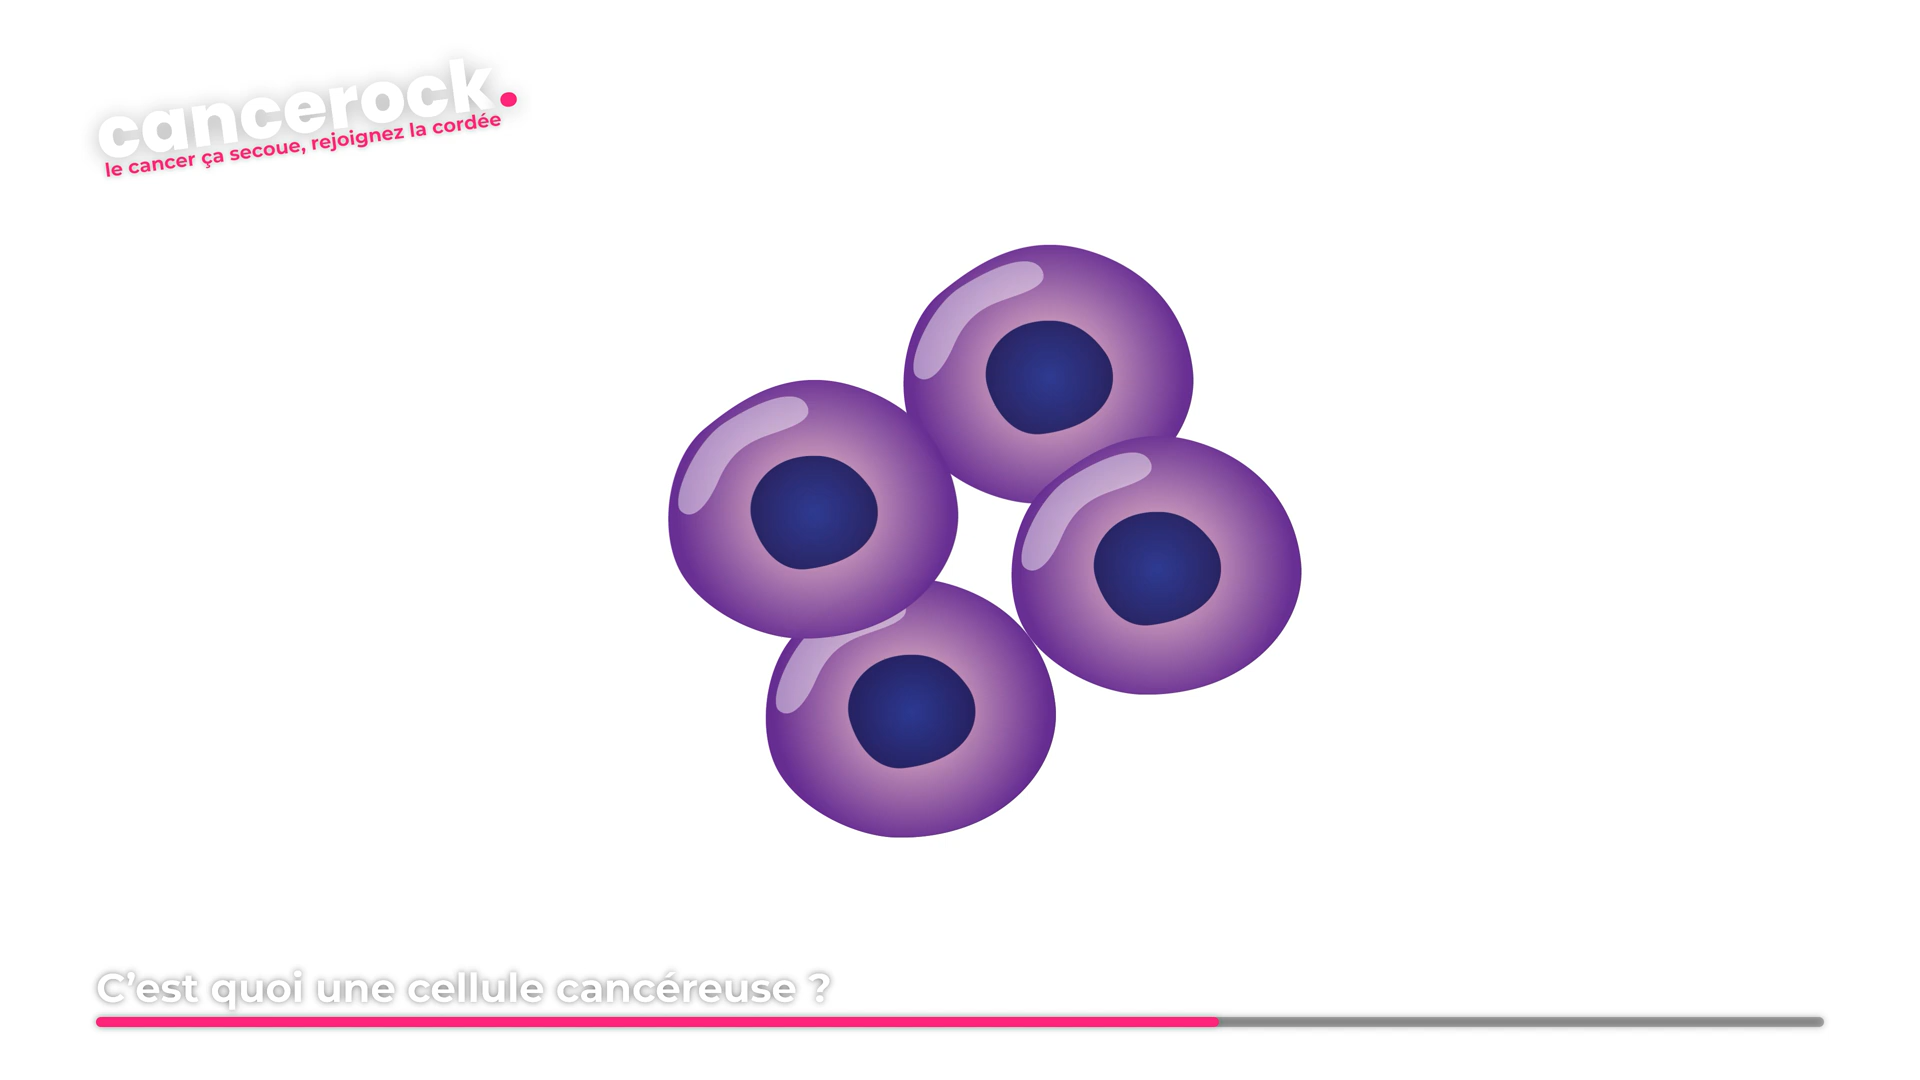 cancerock.
le cancer ça secoue, rejoignez la cordée
C’est quoi une cellule cancéreuse ?